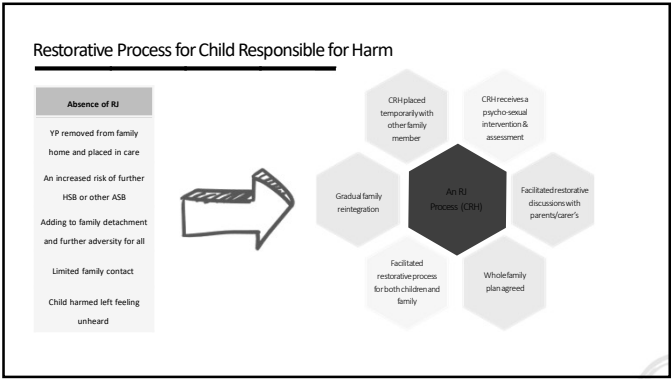 Restorative Process for Child Responsible for Harm
Absence of RJ
YP removed from family
home and placed in care
An increased risk of further
HSB or other ASB
Adding to family detachment
and further adversity for all
Limited family contact
Child harmed left feeling
unheard
CRH placed
temporarily with
other family
member
CRH receives a
psycho-sexual
intervention &
assessment
Gradual family
reintegration
An RJ
Process (CRH)
Facilitated restorative
discussions with
parents/carer's
Facilitated
restorative process
for both children and
family
Whole family
plan agreed